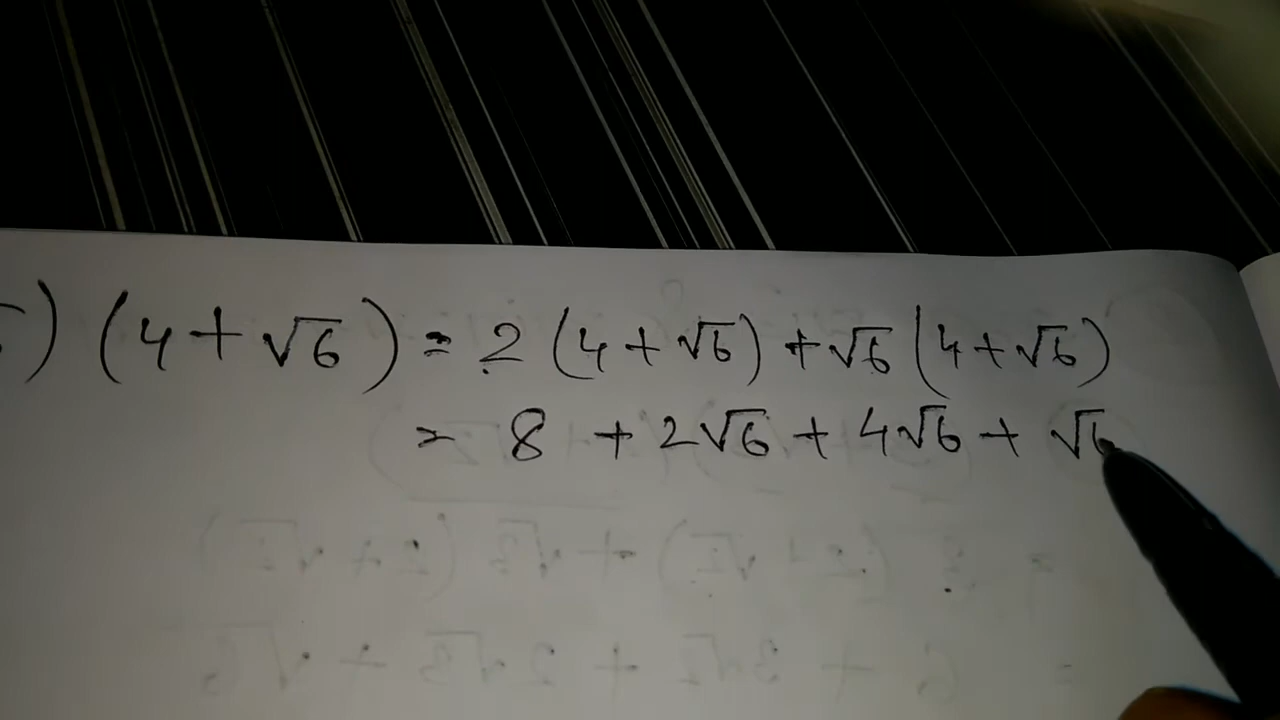 ) (4 + √6) = 2 (4 + √6) + √6 (4 + √6)
= 8 + 2√6 + 4√6 + √6